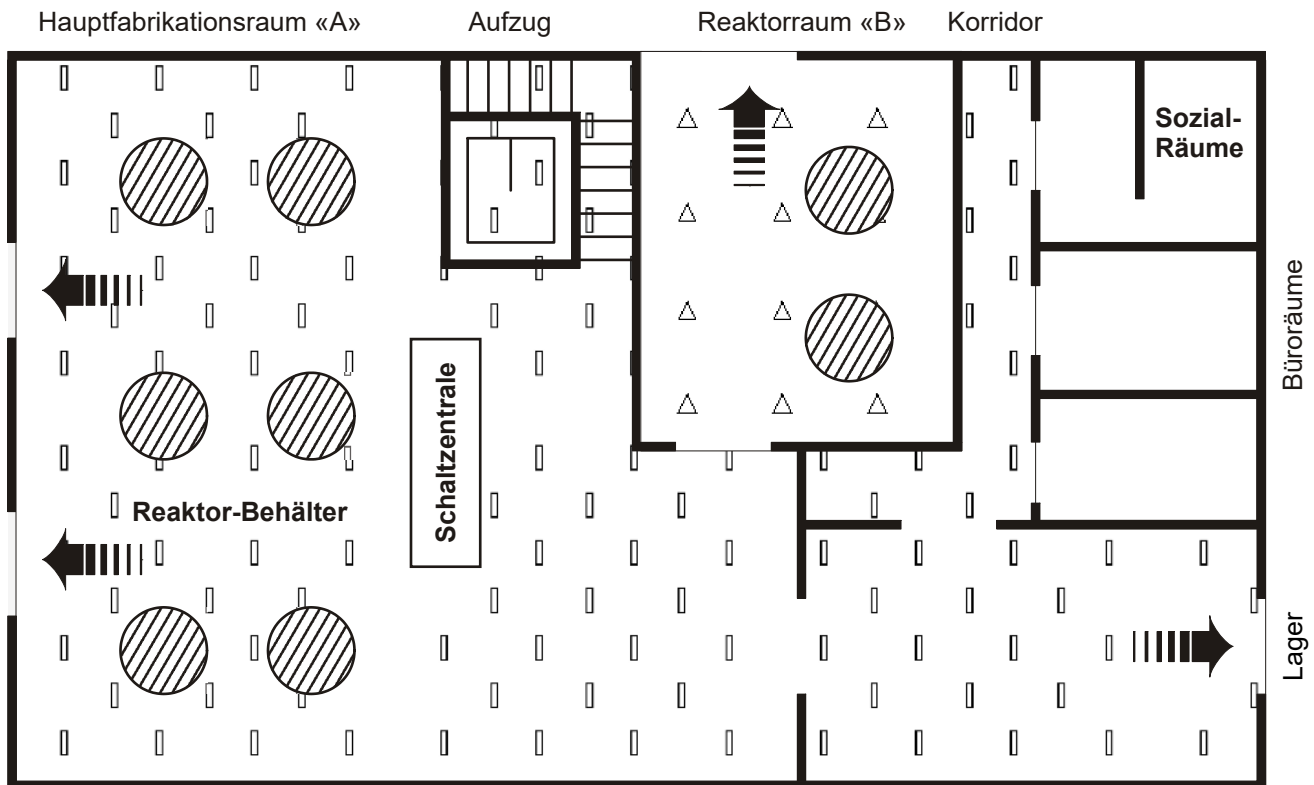 Hauptfabrikationsraum «A»
Aufzug
Reaktorraum «B»
Korridor
Sozial-
Räume
Büroräume
Schaltzentrale
Reaktor-Behälter
Lager